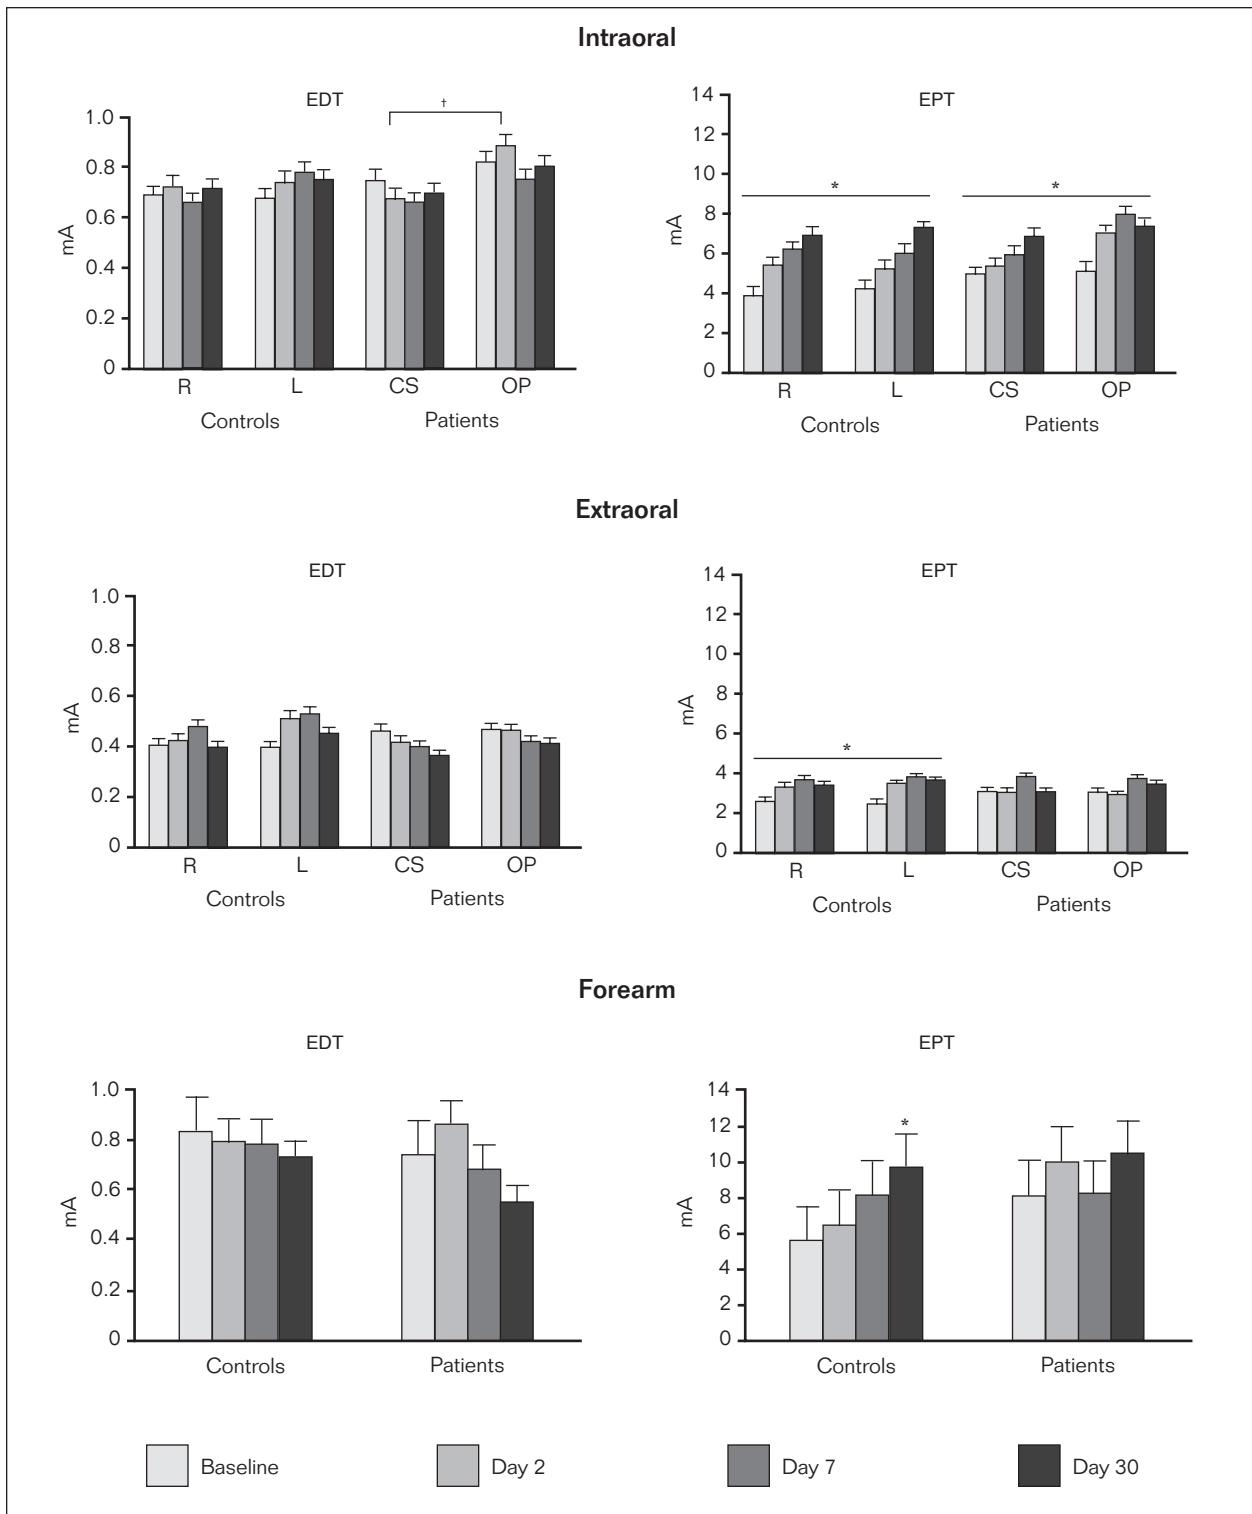 Intraoral
EDT
†
1.0
0.8
0.6
0.4
0.2
0
mA
R L CS OP
Controls Patients
EPT
* *
14
12
10
8
6
4
2
0
mA
R L CS OP
Controls Patients
Extraoral
EDT
1.0
0.8
0.6
0.4
0.2
0
mA
R L CS OP
Controls Patients
EPT
*
14
12
10
8
6
4
2
0
mA
R L CS OP
Controls Patients
Forearm
EDT
1.0
0.8
0.6
0.4
0.2
0
mA
Controls Patients
EPT
*
14
12
10
8
6
4
2
0
mA
Controls Patients
Baseline Day 2 Day 7 Day 30